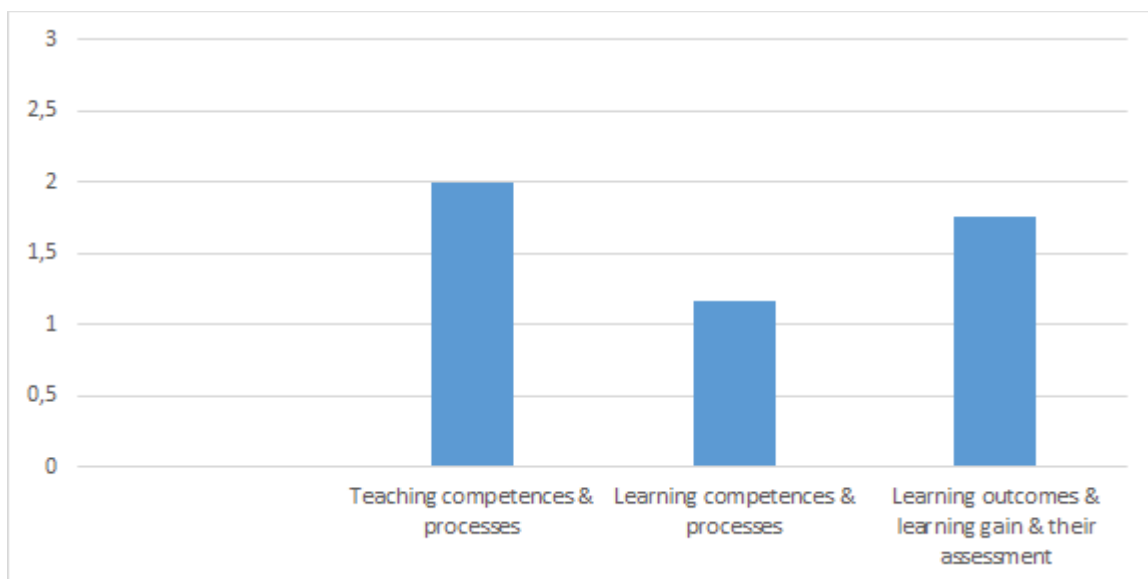 3
2,5
2
1,5
1
0,5
0
Teaching competences &
processes
Learning competences &
processes
Learning outcomes &
learning gain & their
assessment